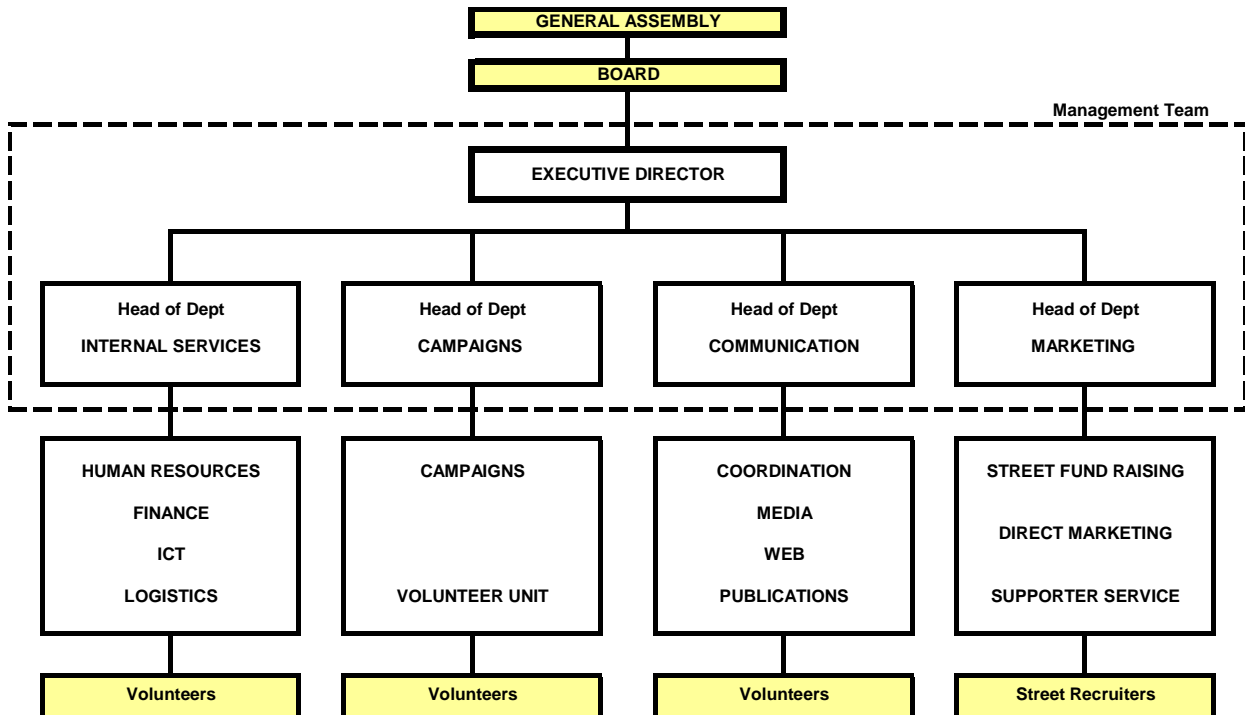 GENERAL ASSEMBLY
BOARD
Management Team
EXECUTIVE DIRECTOR
Head of Dept
INTERNAL SERVICES
Head of Dept
CAMPAIGNS
Head of Dept
COMMUNICATION
Head of Dept
MARKETING
HUMAN RESOURCES
FINANCE
ICT
LOGISTICS
CAMPAIGNS
VOLUNTEER UNIT
COORDINATION
MEDIA
WEB
PUBLICATIONS
STREET FUND RAISING
DIRECT MARKETING
SUPPORTER SERVICE
Volunteers
Volunteers
Volunteers
Street Recruiters